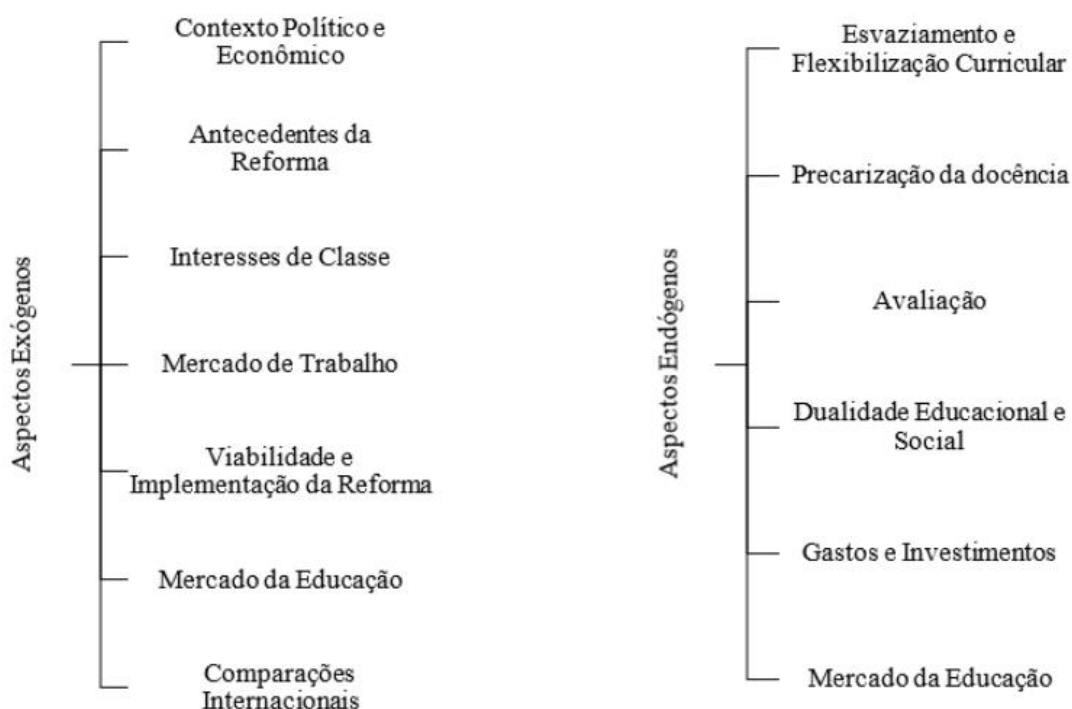 Aspectos Exógenos
Contexto Político e
Econômico
Antecedentes da
Reforma
Interesses de Classe
Mercado de Trabalho
Viabilidade e
Implementação da Reforma
Mercado da Educação
Comparações
Internacionais
Aspectos Endógenos
Esvaziamento e
Flexibilização Curricular
Precarização da docência
Avaliação
Dualidade Educacional e
Social
Gastos e Investimentos
Mercado da Educação